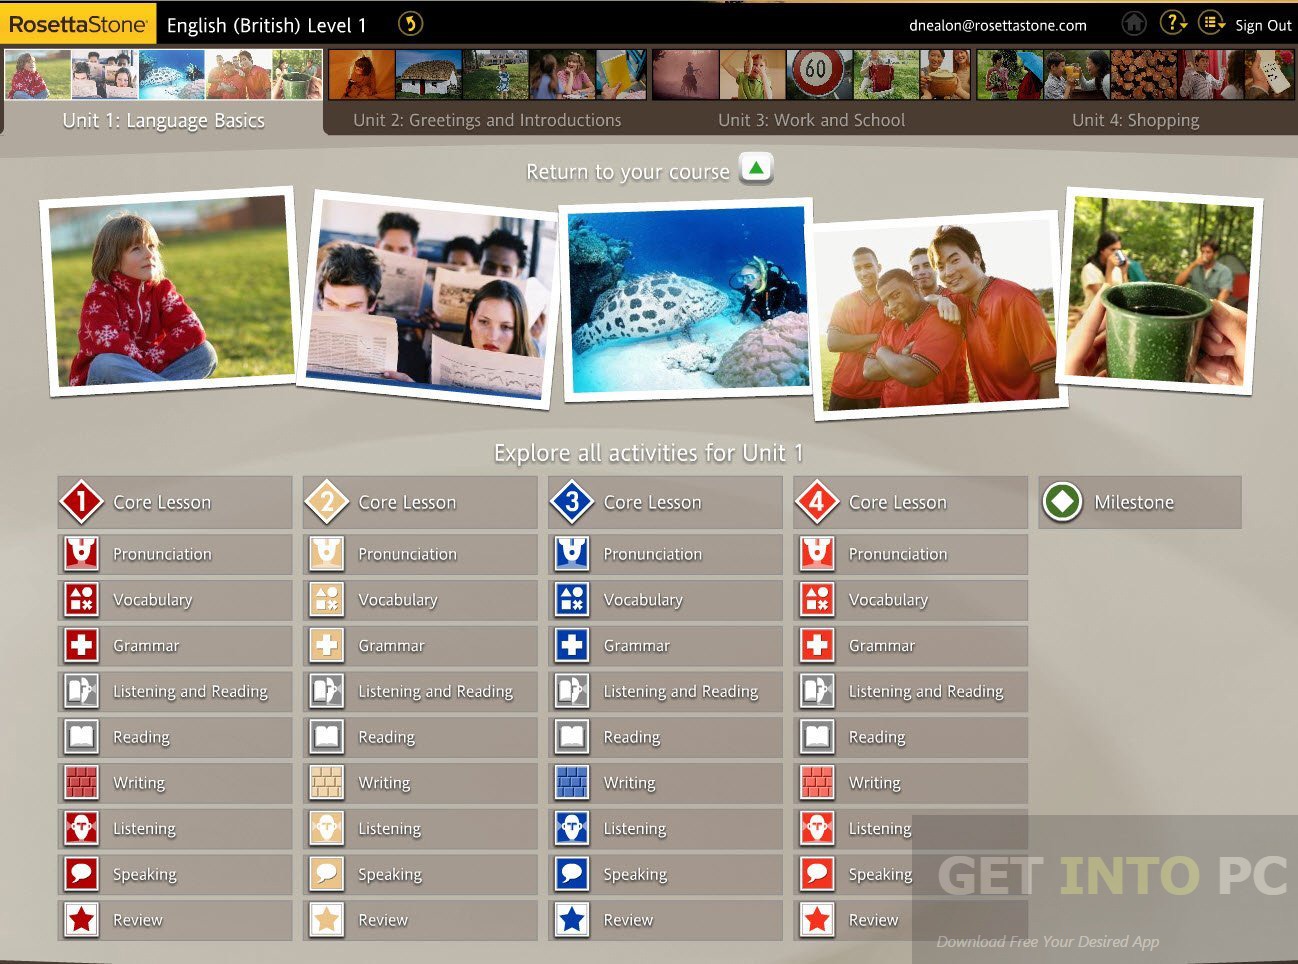 RosettaStone English (British) Level 1 dnealon@rosettastone.com ? Sign Out
60
Unit 1: Language Basics Unit 2: Greetings and Introductions Unit 3: Work and School Unit 4: Shopping
Return to your course
Explore all activities for Unit 1
1 Core Lesson 2 Core Lesson 3 Core Lesson 4 Core Lesson Milestone
Pronunciation Pronunciation Pronunciation Pronunciation
Vocabulary Vocabulary Vocabulary Vocabulary
Grammar Grammar Grammar Grammar
Listening and Reading Listening and Reading Listening and Reading Listening and Reading
Reading Reading Reading Reading
Writing Writing Writing Writing
Listening Listening Listening Listening
Speaking Speaking Speaking Speaking
GET INTO PC
Review Review Review Review
Download Free Your Desired App